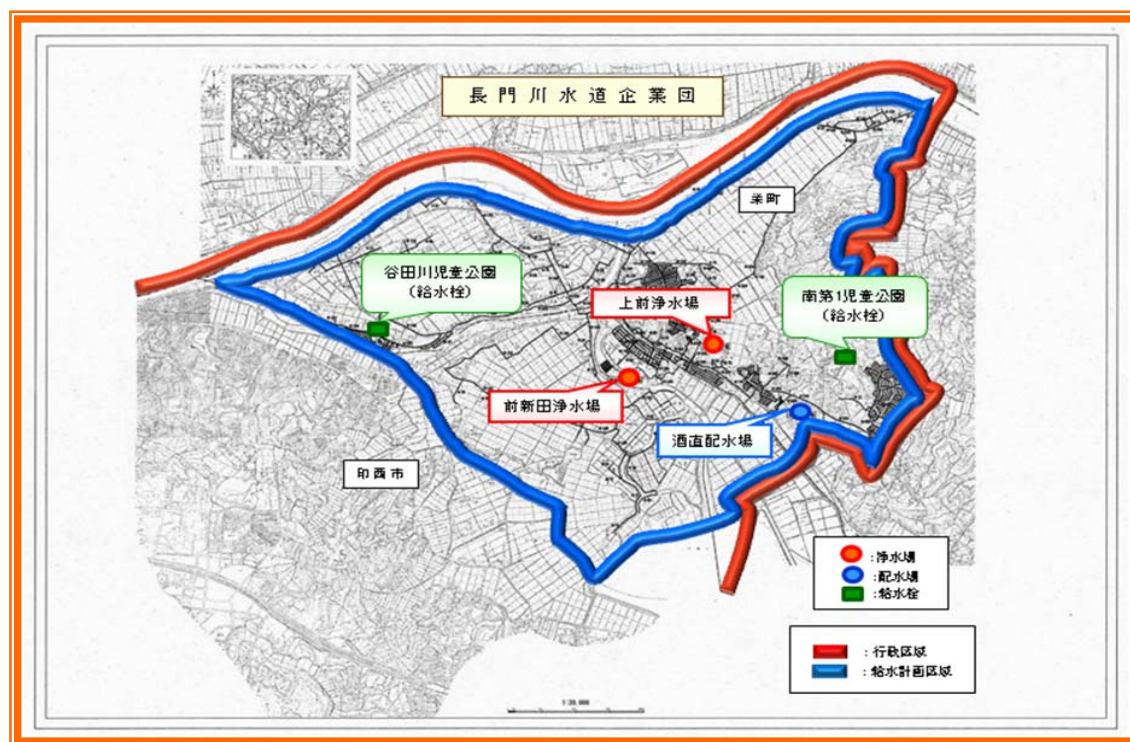 長門川水道企業団
栄町
谷田川児童公園
(給水栓)
上前浄水場
南第1児童公園
(給水栓)
前新田浄水場
酒直配水場
印西市
:浄水場
:配水場
:給水栓
:行政区域
:給水計画区域